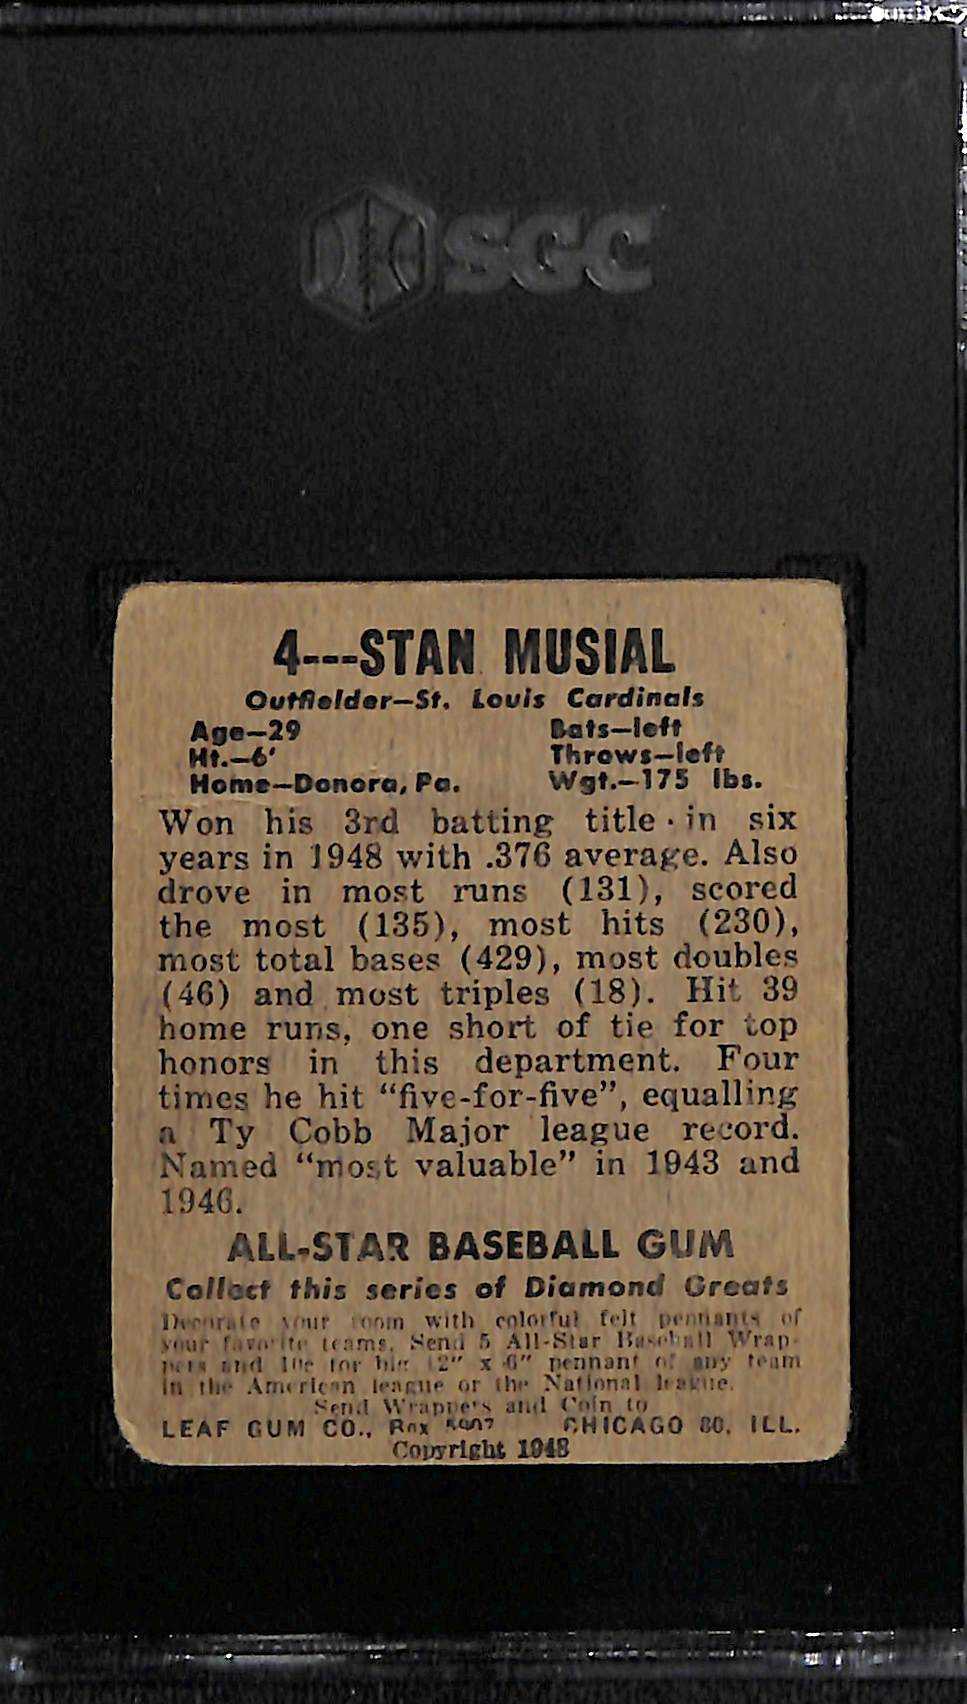 SGC
4---STAN MUSIAL
Outfielder—St. Louis Cardinals
Age—29 Bats—left
Ht.—6' Throws—left
Home—Donora, Pa. Wgt.—175 lbs.
Won his 3rd batting title in six
years in 1948 with .376 average. Also
drove in most runs (131), scored
the most (135), most hits (230),
most total bases (429), most doubles
(46) and most triples (18). Hit 39
home runs, one short of tie for top
honors in this department. Four
times he hit “five-for-five”, equalling
a Ty Cobb Major league record.
Named “most valuable” in 1943 and
1946.
ALL-STAR BASEBALL GUM
Collect this series of Diamond Greats
Decorate your room with colorful felt pennants of
your favorite teams. Send 5 All-Star Baseball Wrap-
pers and 10c for big 12" x 6" pennant of any team
in the American league or the National league.
Send Wrappers and Coin to
LEAF GUM CO., Box 5907 CHICAGO 80, ILL.
Copyright 1948